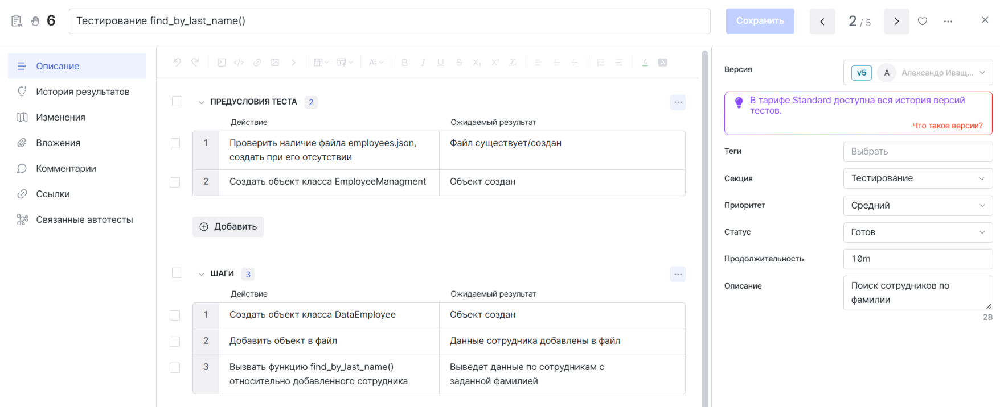 6
Тестирование find_by_last_name()
Сохранить
2 / 5
Описание
История результатов
Изменения
Вложения
Комментарии
Ссылки
Связанные автотесты
ПРЕДУСЛОВИЯ ТЕСТА 2
Действие Ожидаемый результат
1 Проверить наличие файла employees.json, Файл существует/создан
создать при его отсутствии
2 Создать объект класса EmployeeManagment Объект создан
Добавить
ШАГИ 3
Действие Ожидаемый результат
1 Создать объект класса DataEmployee Объект создан
2 Добавить объект в файл Данные сотрудника добавлены в файл
3 Вызвать функцию find_by_last_name() Выведет данные по сотрудникам с
относительно добавленного сотрудника заданной фамилией
Версия v5 А Александр Иващ...
В тарифе Standard доступна вся история версий
тестов.
Что такое версии?
Теги Выбрать
Секция Тестирование
Приоритет Средний
Статус Готов
Продолжительность 10m
Описание Поиск сотрудников по
фамилии
28